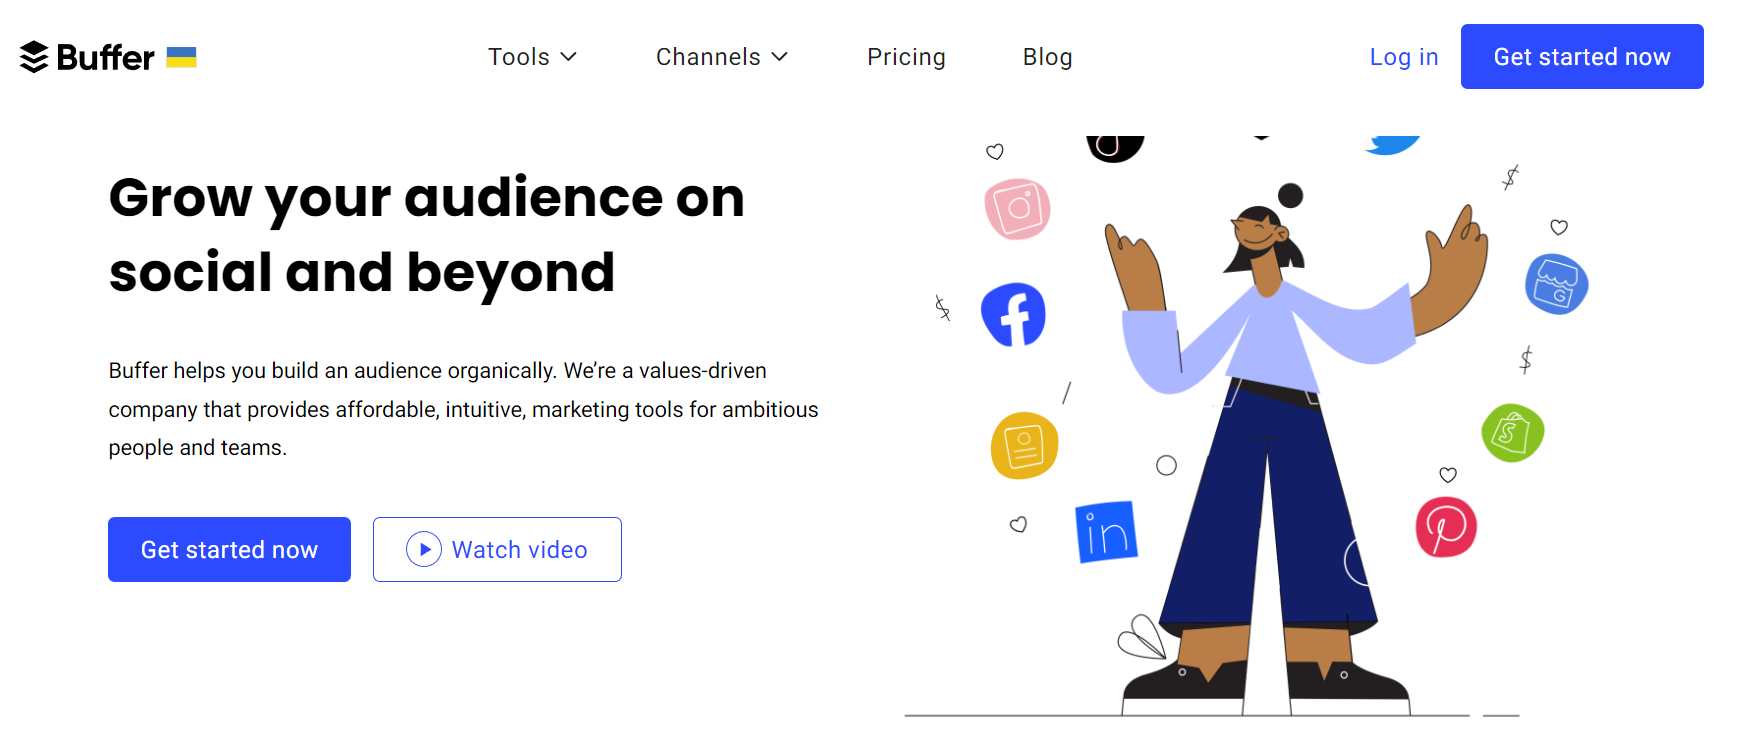 Buffer
Tools
Channels
Pricing
Blog
Log in
Get started now
Grow your audience on
social and beyond
Buffer helps you build an audience organically. We’re a values-driven
company that provides affordable, intuitive, marketing tools for ambitious
people and teams.
Get started now
Watch video
$
$
$
f
G
S
in